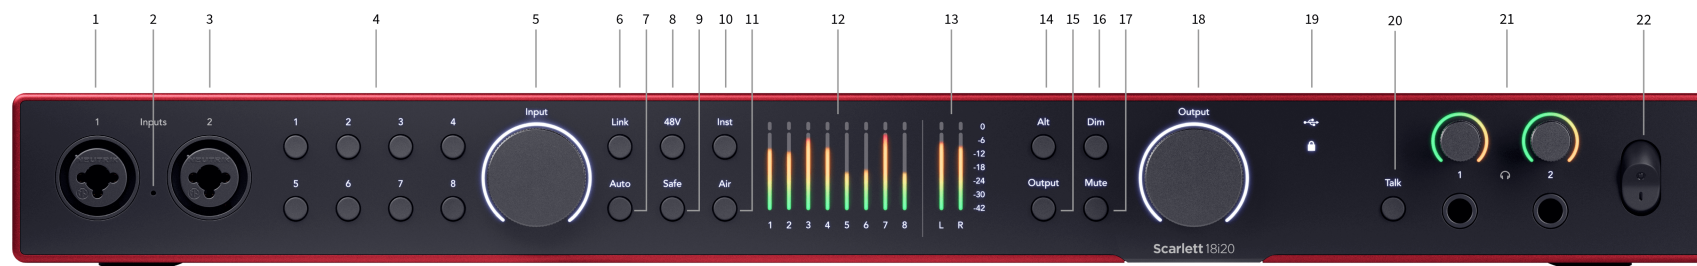 1 2 3 4 5 6 7 8 9 10 11 12 13 14 15 16 17 18 19 20 21 22
1 Inputs 2
1 2 3 4
5 6 7 8
Input
Link 48V Inst
Auto Safe Air
1 2 3 4 5 6 7 8 L R
0
-6
-12
-18
-24
-30
-42
Alt Dim
Output Mute
Output
Talk
1 2
Scarlett 18i20